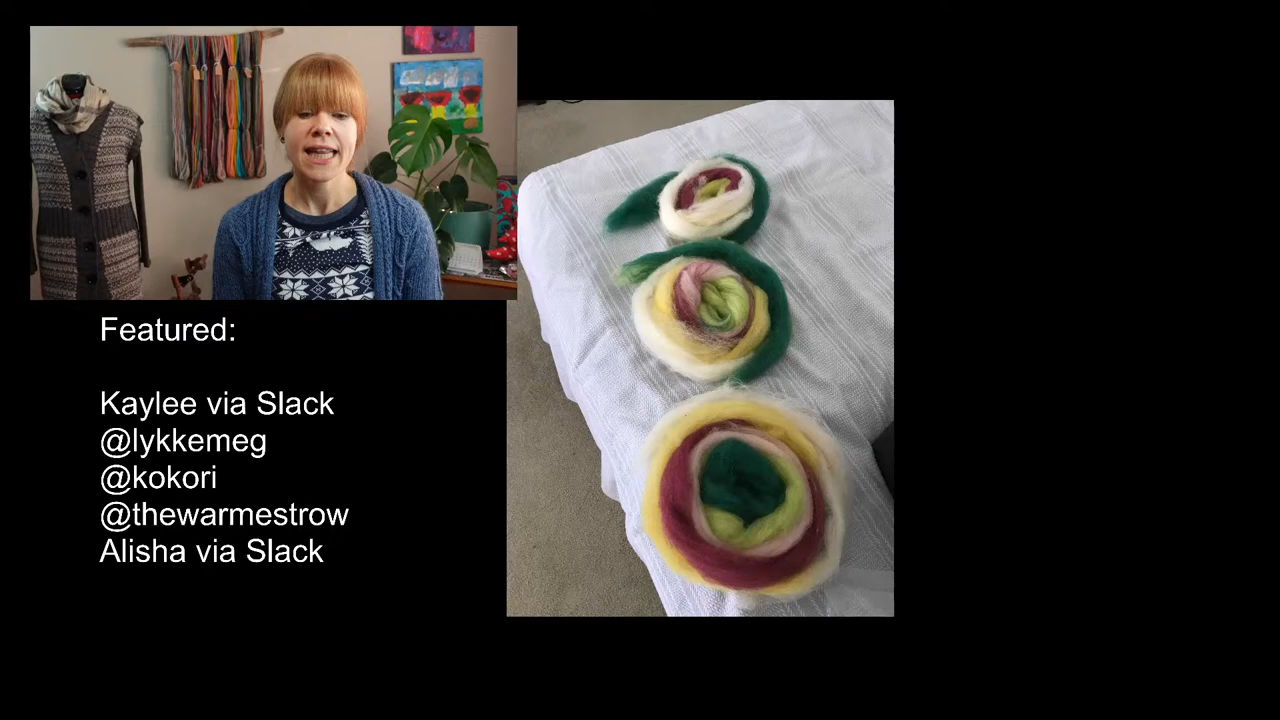 Featured:
Kaylee via Slack
@lykkemeg
@kokori
@thewarmestrow
Alisha via Slack